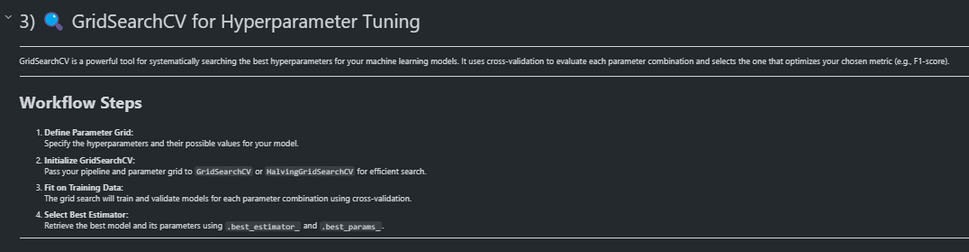 3) 🔍 GridSearchCV for Hyperparameter Tuning
GridSearchCV is a powerful tool for systematically searching the best hyperparameters for your machine learning models. It uses cross-validation to evaluate each parameter combination and selects the one that optimizes your chosen metric (e.g., F1-score).
Workflow Steps
1. Define Parameter Grid:
Specify the hyperparameters and their possible values for your model.
2. Initialize GridSearchCV:
Pass your pipeline and parameter grid to GridSearchCV or HalvingGridSearchCV for efficient search.
3. Fit on Training Data:
The grid search will train and validate models for each parameter combination using cross-validation.
4. Select Best Estimator:
Retrieve the best model and its parameters using .best_estimator_ and .best_params_.